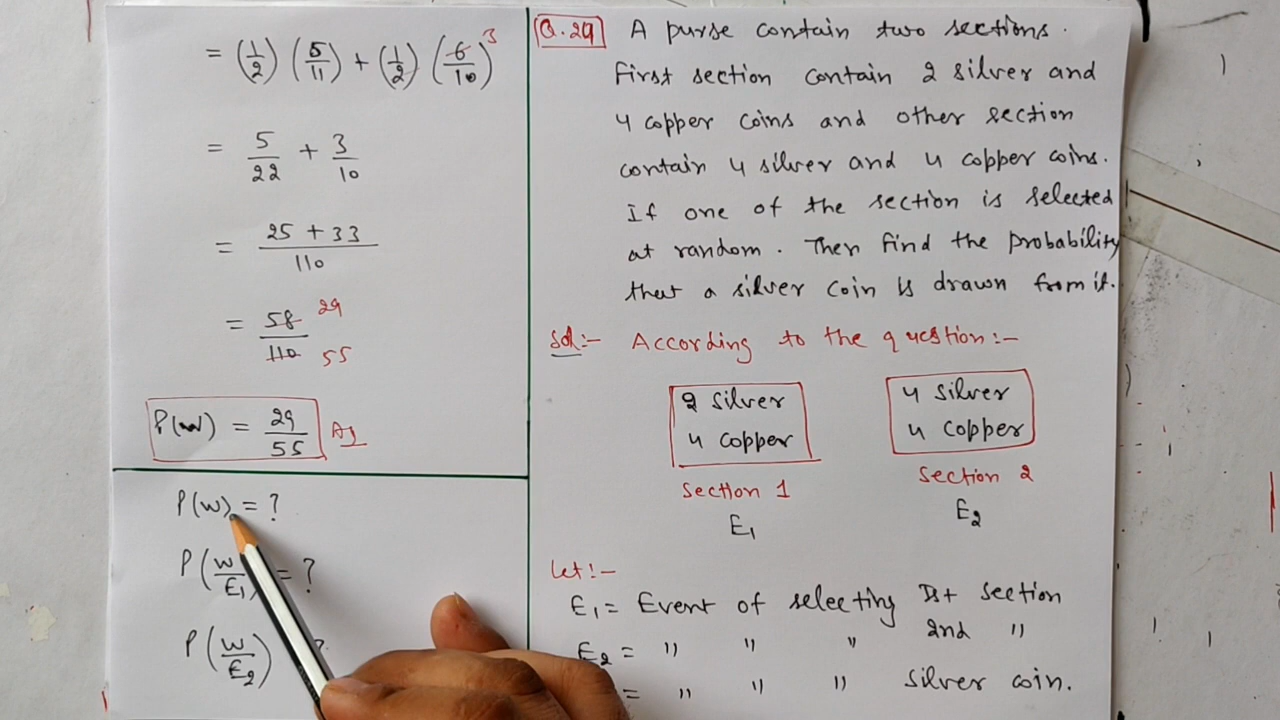 = (1/2) (5/11) + (1/2) (6/10) 3
= 5/22 + 3/10
= 25 + 33 / 110
= 58/110 29 55
P(W) = 29/55 Ay
P(W) = ?
P(W/E1) = ?
P(W/E2) ?
Q.29 A purse contain two sections.
First section contain 2 silver and
4 copper coins and other section
contain 4 silver and 4 copper coins.
If one of the section is selected
at random. Then find the probability
that a silver coin is drawn from it.
Sol:- According to the question:-
2 silver
4 copper
Section 1
E1
4 silver
4 copper
Section 2
E2
Let:-
E1 = Event of selecting Ist section
E2 = " " " 2nd "
= " " " silver coin.